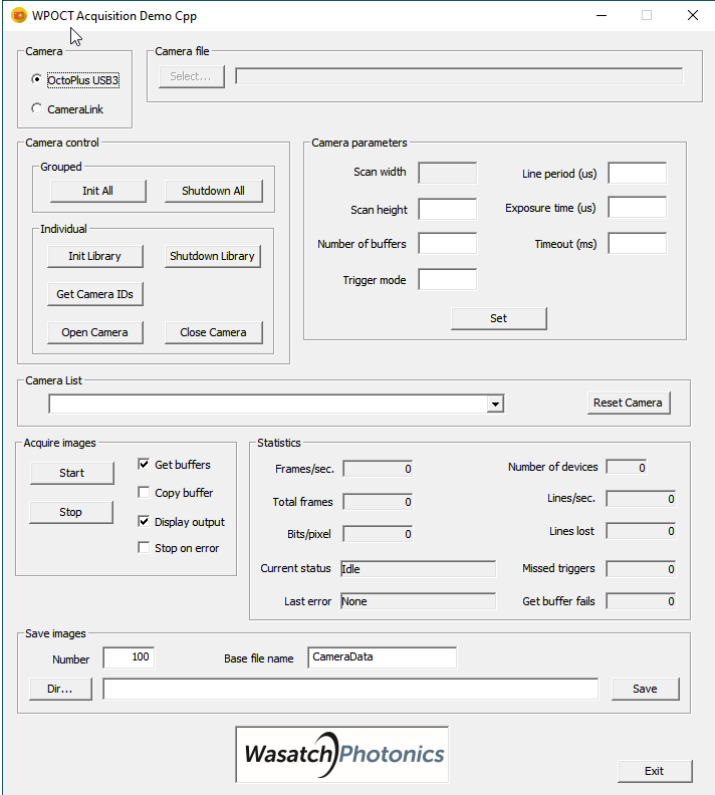 WPOCT Acquisition Demo Cpp
Camera
OctoPlus USB3
CameraLink
Camera file
Select...
Camera control
Grouped
Init All
Shutdown All
Individual
Init Library
Shutdown Library
Get Camera IDs
Open Camera
Close Camera
Camera parameters
Scan width
Line period (us)
Scan height
Exposure time (us)
Number of buffers
Timeout (ms)
Trigger mode
Set
Camera List
Reset Camera
Acquire images
Start
Stop
Get buffers
Copy buffer
Display output
Stop on error
Statistics
Frames/sec. 0
Number of devices 0
Total frames 0
Lines/sec. 0
Bits/pixel 0
Lines lost 0
Current status Idle
Missed triggers 0
Last error None
Get buffer fails 0
Save images
Number 100
Base file name CameraData
Dir...
Save
Wasatch Photonics
Exit